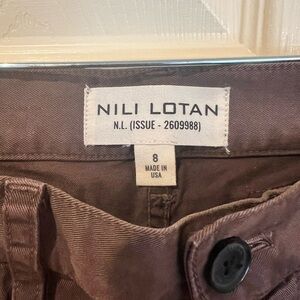 NILI LOTAN
N.L. (ISSUE - 2609988)
8
MADE IN
USA